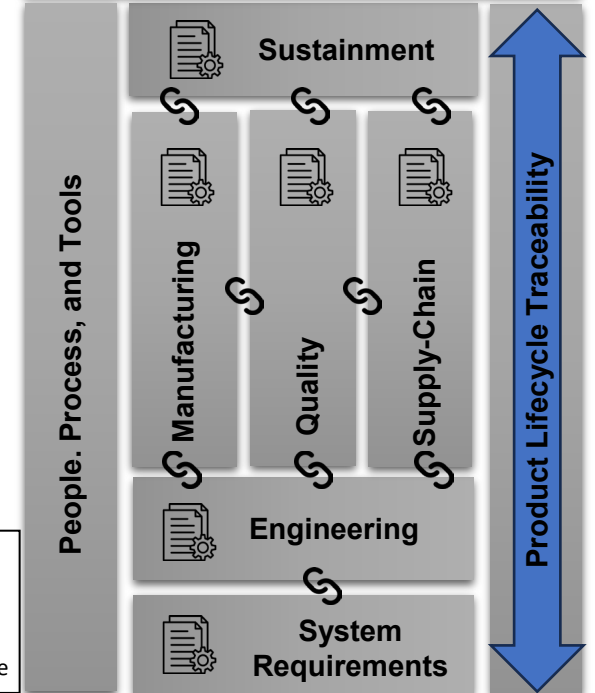 Sustainment
People. Process, and Tools
Manufacturing
Quality
Supply-Chain
Product Lifecycle Traceability
Engineering
System
Requirements
e